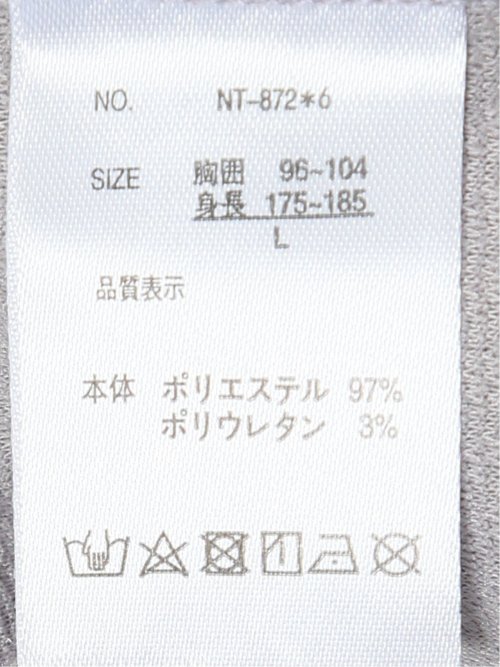 NO. NT-872*6
SIZE 胸囲 96~104
身長 175~185
L
品質表示
本体 ポリエステル 97%
ポリウレタン 3%